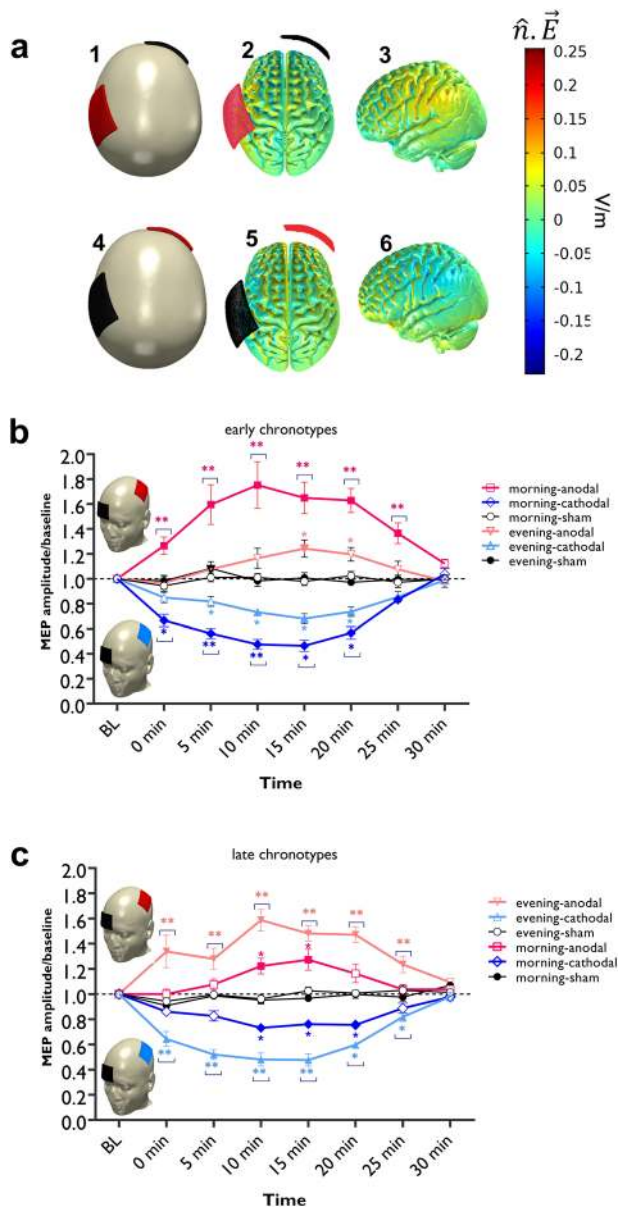 a
1
2
3
n̂. E⃗
0.25
0.2
0.15
0.1
0.05
0
-0.05
-0.1
-0.15
-0.2
V/m
4
5
6
b
early chronotypes
MEP amplitude/baseline
2.0
1.8
1.6
1.4
1.2
1.0
0.8
0.6
0.4
0.2
0.0
** ** ** ** ** **
* *
* * * *
* ** ** * *
morning-anodal
morning-cathodal
morning-sham
evening-anodal
evening-cathodal
evening-sham
BL 0 min 5 min 10 min 15 min 20 min 25 min 30 min
Time
c
late chronotypes
MEP amplitude/baseline
2.0
1.8
1.6
1.4
1.2
1.0
0.8
0.6
0.4
0.2
0.0
** ** ** ** ** **
* *
* * *
** ** ** ** * *
evening-anodal
evening-cathodal
evening-sham
morning-anodal
morning-cathodal
morning-sham
BL 0 min 5 min 10 min 15 min 20 min 25 min 30 min
Time